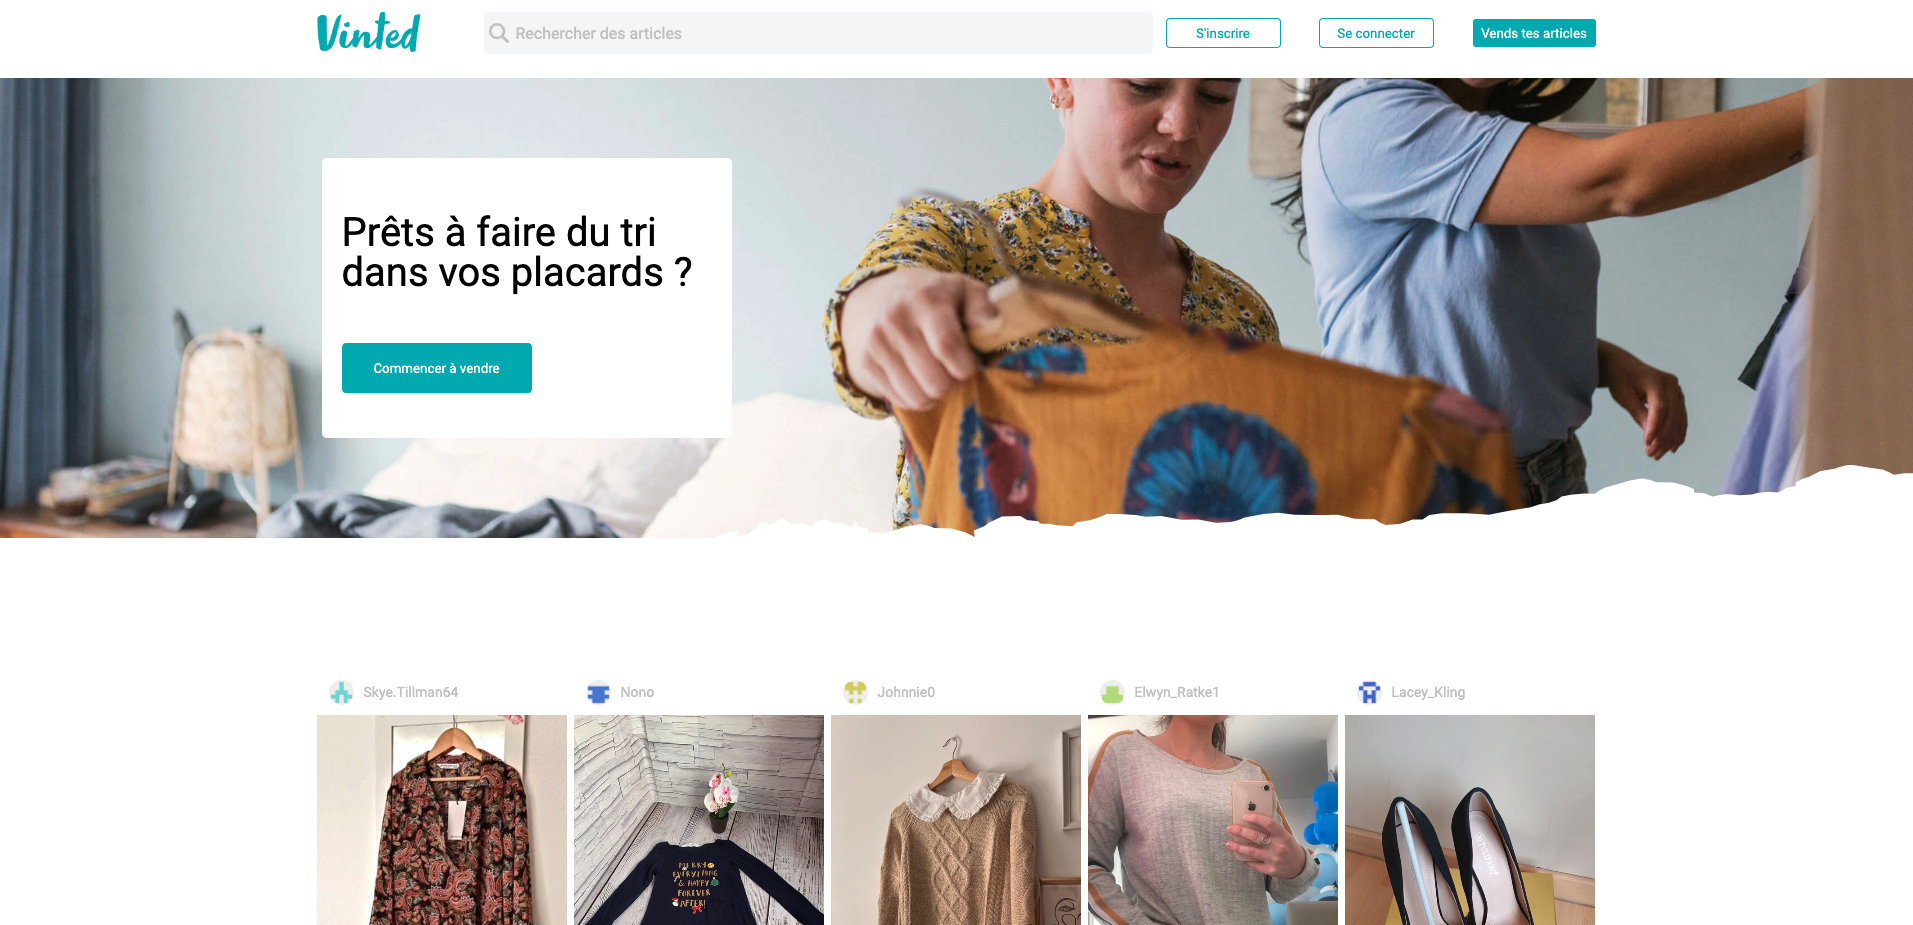 Vinted
Rechercher des articles
S'inscrire
Se connecter
Vends tes articles
Prêts à faire du tri
dans vos placards ?
Commencer à vendre
Skye.Tillman64
Nono
Johnnie0
Elwyn_Ratke1
Lacey_Kling
MERRY
EVERYTHING
& HAPPY
FOREVER
AFTER!